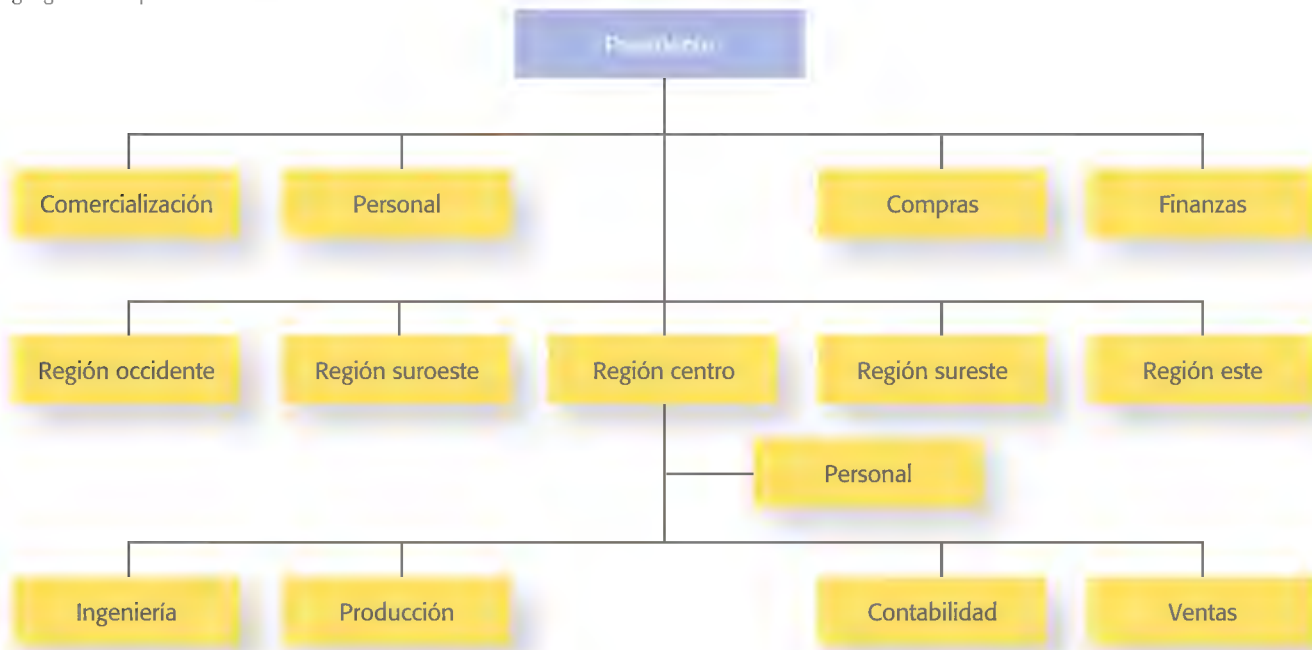 Presidente
Comercialización
Personal
Compras
Finanzas
Región occidente
Región suroeste
Región centro
Región sureste
Región este
Personal
Ingeniería
Producción
Contabilidad
Ventas